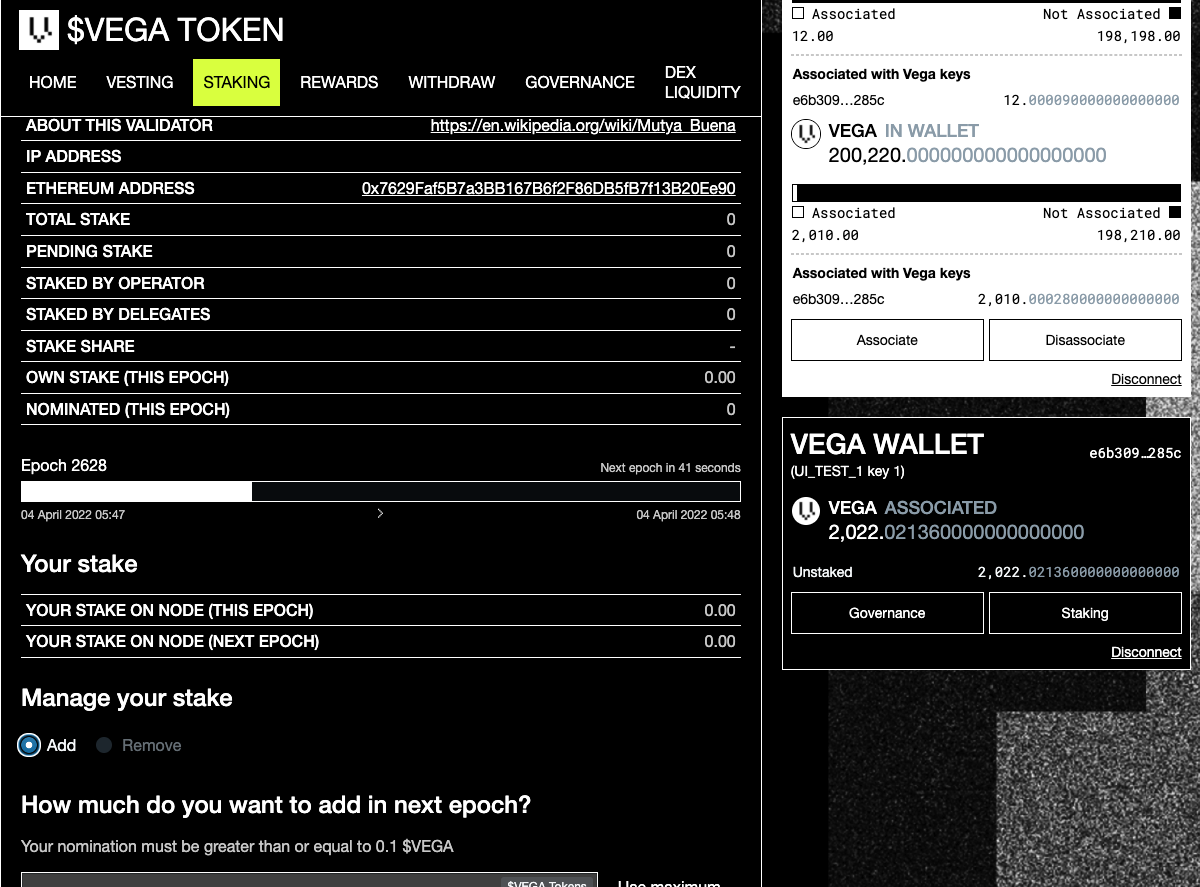 $VEGA TOKEN
HOME VESTING STAKING REWARDS WITHDRAW GOVERNANCE DEX LIQUIDITY
ABOUT THIS VALIDATOR https://en.wikipedia.org/wiki/Mutya_Buena
IP ADDRESS
ETHEREUM ADDRESS 0x7629Faf5B7a3BB167B6f2F86DB5fB7f13B20Ee90
TOTAL STAKE 0
PENDING STAKE 0
STAKED BY OPERATOR 0
STAKED BY DELEGATES 0
STAKE SHARE -
OWN STAKE (THIS EPOCH) 0.00
NOMINATED (THIS EPOCH) 0
Epoch 2628 Next epoch in 41 seconds
04 April 2022 05:47 04 April 2022 05:48
Your stake
YOUR STAKE ON NODE (THIS EPOCH) 0.00
YOUR STAKE ON NODE (NEXT EPOCH) 0.00
Manage your stake
Add Remove
How much do you want to add in next epoch?
Your nomination must be greater than or equal to 0.1 $VEGA
$VEGA Tokens Use maximum
Associated Not Associated
12.00 198,198.00
Associated with Vega keys
e6b309…285c 12.000090000000000000
VEGA IN WALLET
200,220.000000000000000000
Associated Not Associated
2,010.00 198,210.00
Associated with Vega keys
e6b309…285c 2,010.000280000000000000
Associate Disassociate
Disconnect
VEGA WALLET e6b309…285c
(UI_TEST_1 key 1)
VEGA ASSOCIATED
2,022.021360000000000000
Unstaked 2,022.021360000000000000
Governance Staking
Disconnect